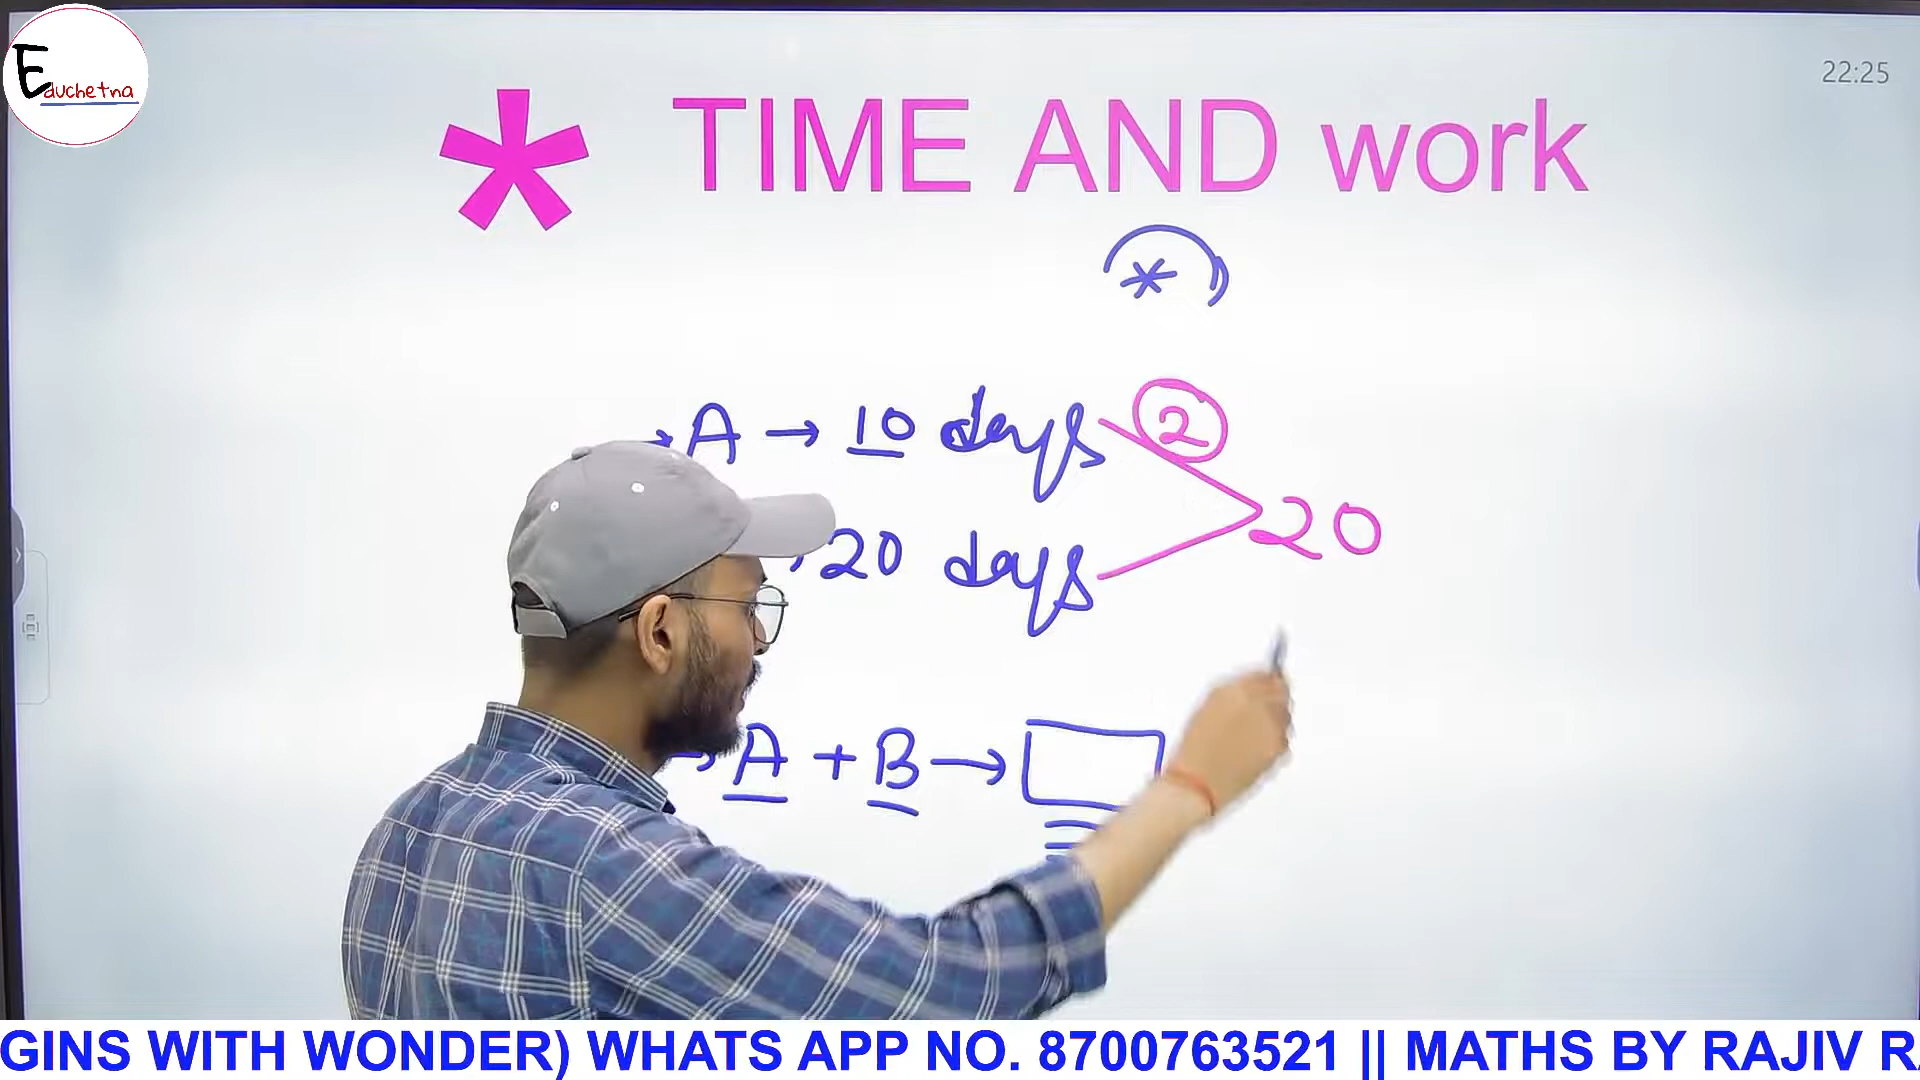 Educhetna
22:25
* TIME AND work
*
→ A → 10 days 2
20
20 days
→ A + B →
GINS WITH WONDER) WHATS APP NO. 8700763521 || MATHS BY RAJIV R